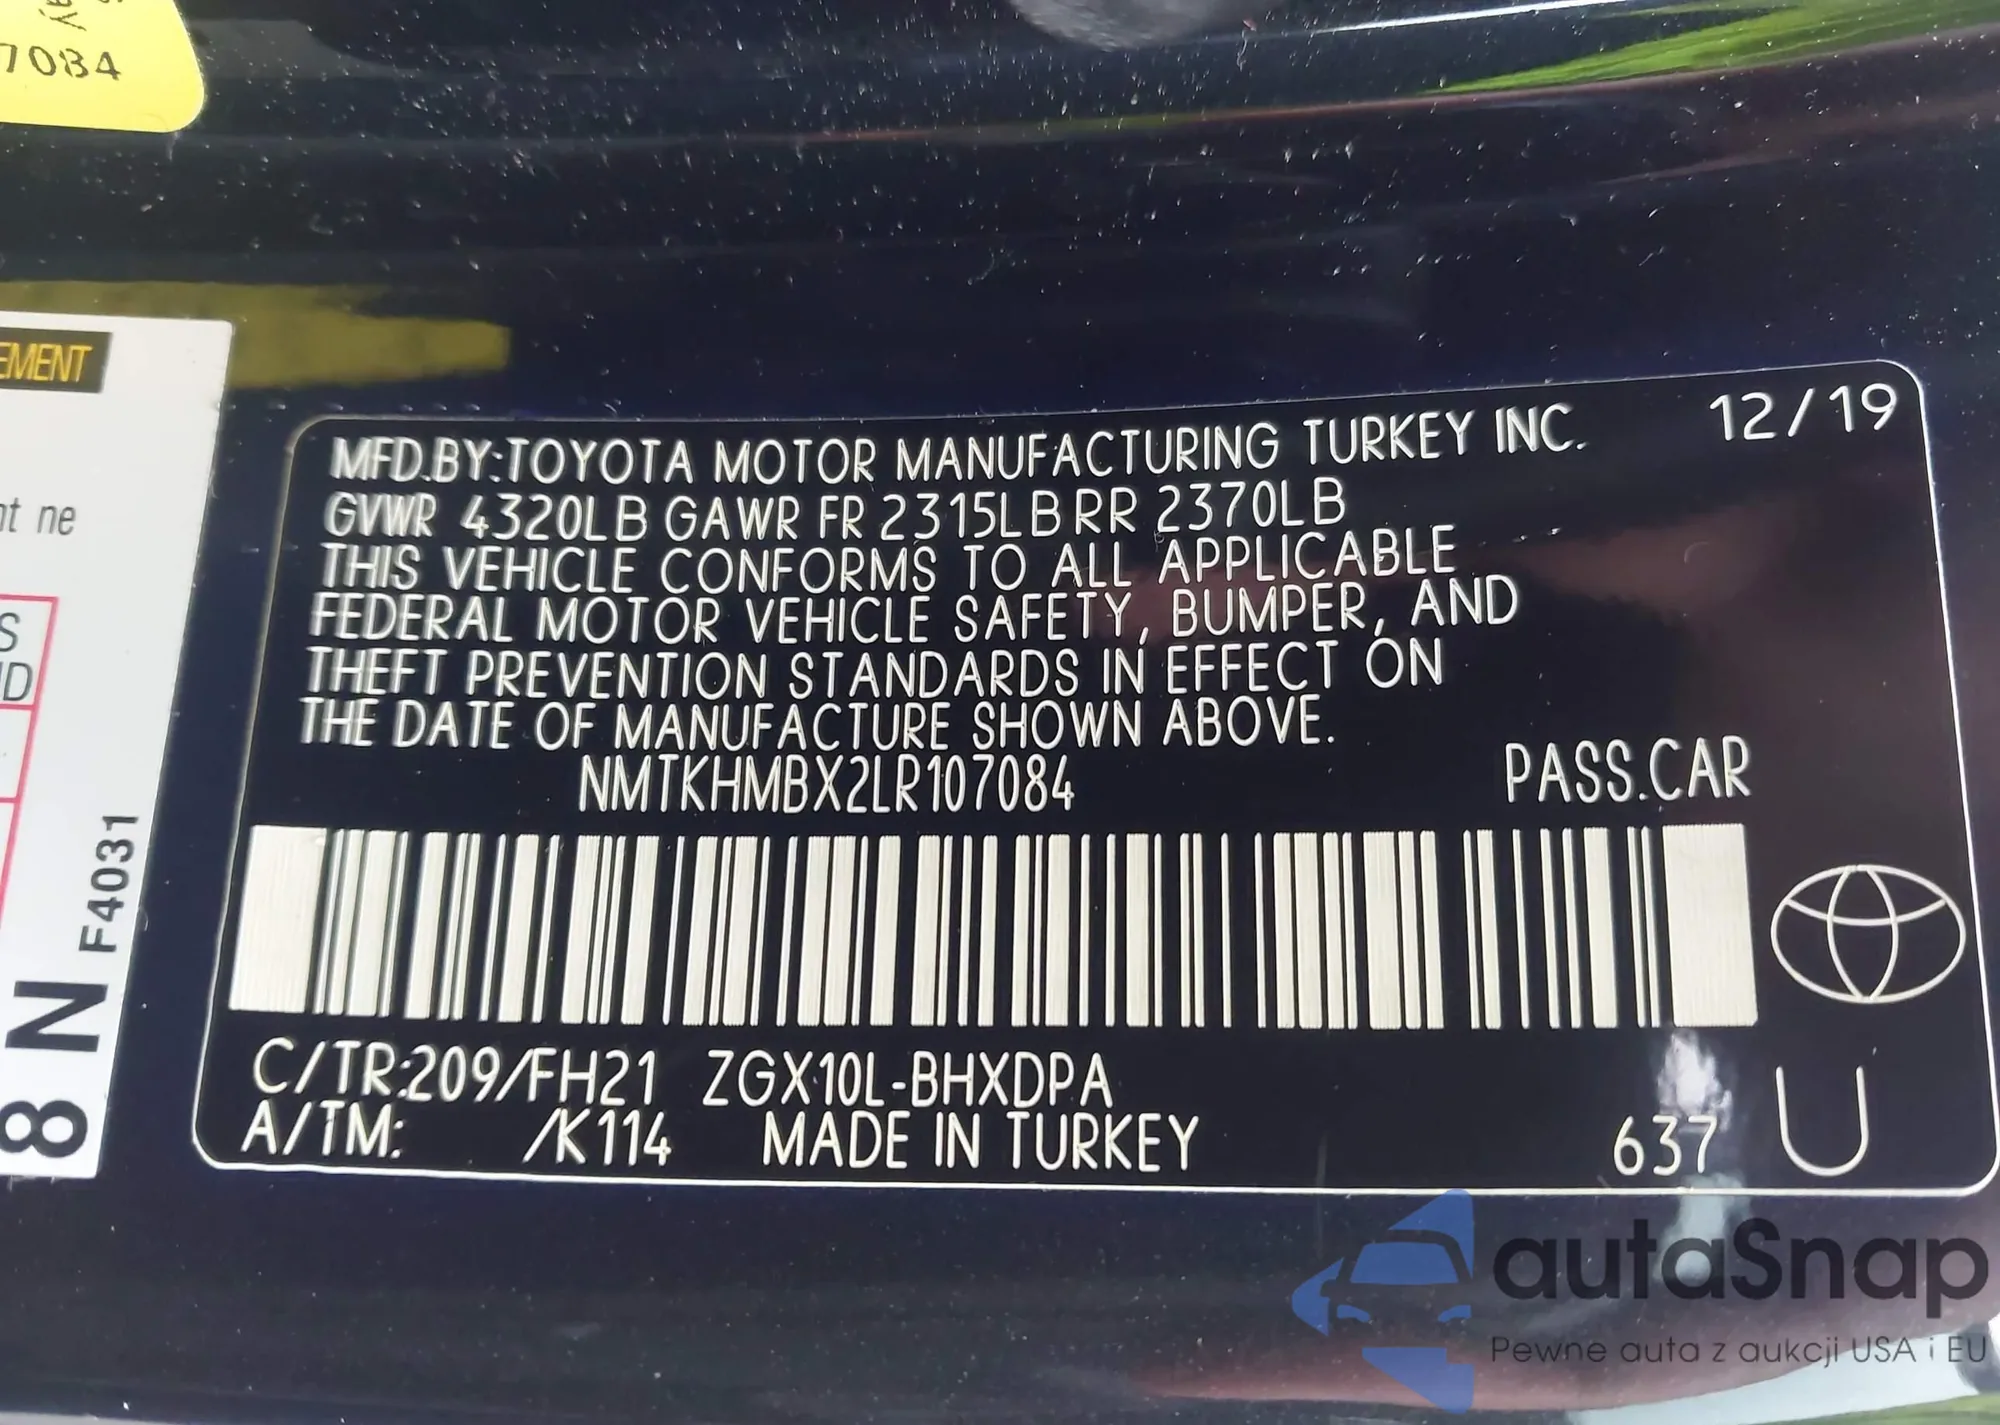 7084
EMENT
nt ne
S
ID
8 N F4031
MFD.BY:TOYOTA MOTOR MANUFACTURING TURKEY INC. 12/19
GVWR 4320LB GAWR FR 2315LB RR 2370LB
THIS VEHICLE CONFORMS TO ALL APPLICABLE
FEDERAL MOTOR VEHICLE SAFETY, BUMPER, AND
THEFT PREVENTION STANDARDS IN EFFECT ON
THE DATE OF MANUFACTURE SHOWN ABOVE.
NMTKHMBX2LR107084 PASS.CAR
C/TR:209/FH21 ZGX10L-BHXDPA
A/TM: /K114 MADE IN TURKEY 637 U
autaSnap
Pewne auta z aukcji USA i EU